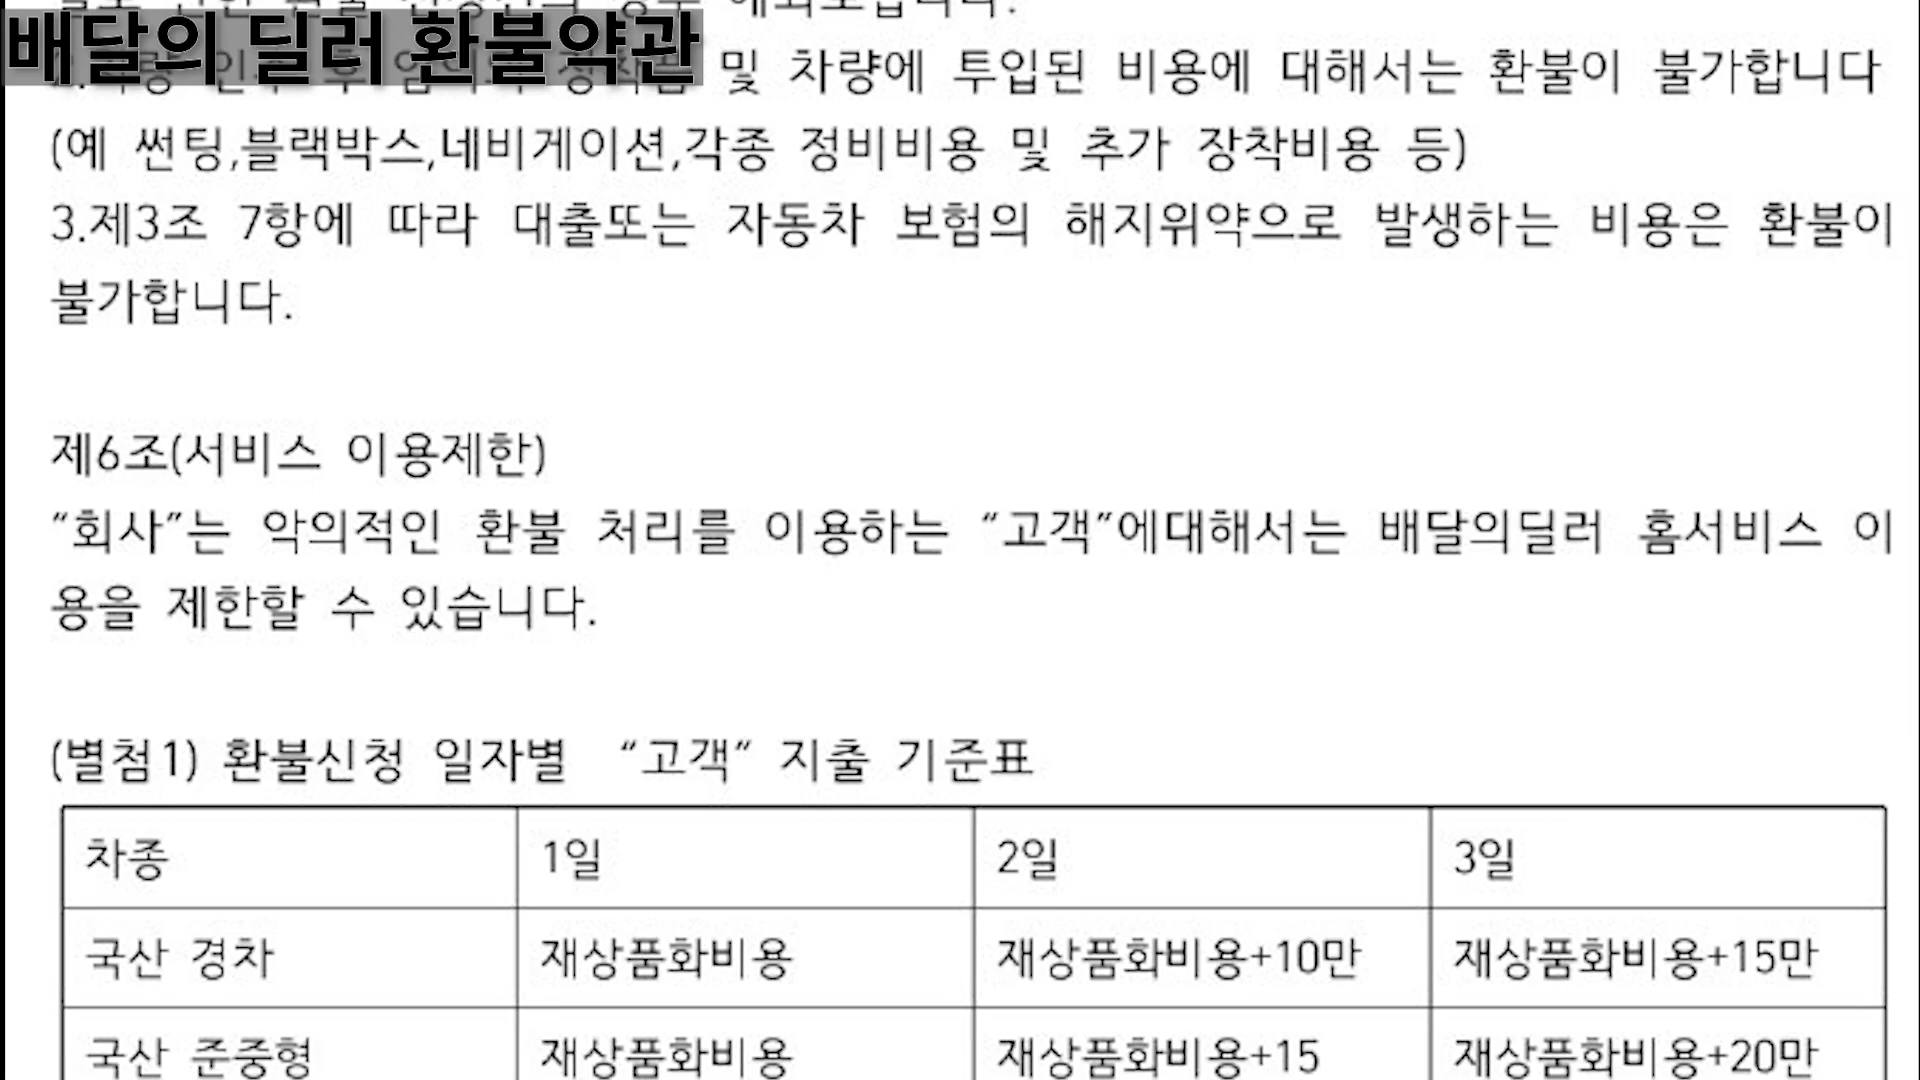 배달의 딜러 환불약관
및 차량에 투입된 비용에 대해서는 환불이 불가합니다
(예 썬팅,블랙박스,네비게이션,각종 정비비용 및 추가 장착비용 등)
3.제3조 7항에 따라 대출또는 자동차 보험의 해지위약으로 발생하는 비용은 환불이
불가합니다.
제6조(서비스 이용제한)
“회사”는 악의적인 환불 처리를 이용하는 “고객”에대해서는 배달의딜러 홈서비스 이
용을 제한할 수 있습니다.
(별첨1) 환불신청 일자별 “고객” 지출 기준표
차종 1일 2일 3일
국산 경차 재상품화비용 재상품화비용+10만 재상품화비용+15만
국산 준중형 재상품화비용 재상품화비용+15 재상품화비용+20만